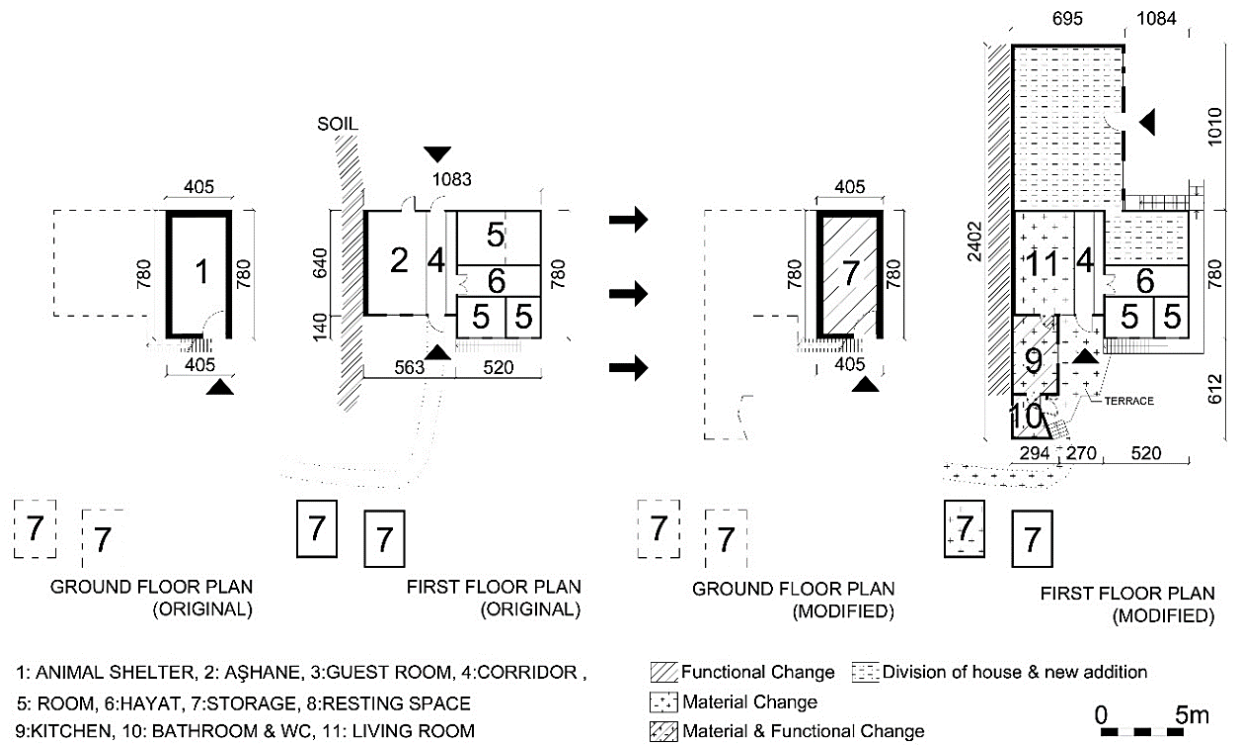 695 1084
SOIL
1083
405
405
1010
780
1
780
640
140
2
4
5
6
5
5
780
780
7
780
2402
11
4
6
5
5
780
405
563
520
405
9
10
TERRACE
612
294
270
520
7
7
7
7
7
7
7
7
GROUND FLOOR PLAN
(ORIGINAL)
FIRST FLOOR PLAN
(ORIGINAL)
GROUND FLOOR PLAN
(MODIFIED)
FIRST FLOOR PLAN
(MODIFIED)
1: ANIMAL SHELTER, 2: AŞHANE, 3:GUEST ROOM, 4:CORRIDOR ,
5: ROOM, 6:HAYAT, 7:STORAGE, 8:RESTING SPACE
9:KITCHEN, 10: BATHROOM & WC, 11: LIVING ROOM
Functional Change
Division of house & new addition
Material Change
Material & Functional Change
0 5m